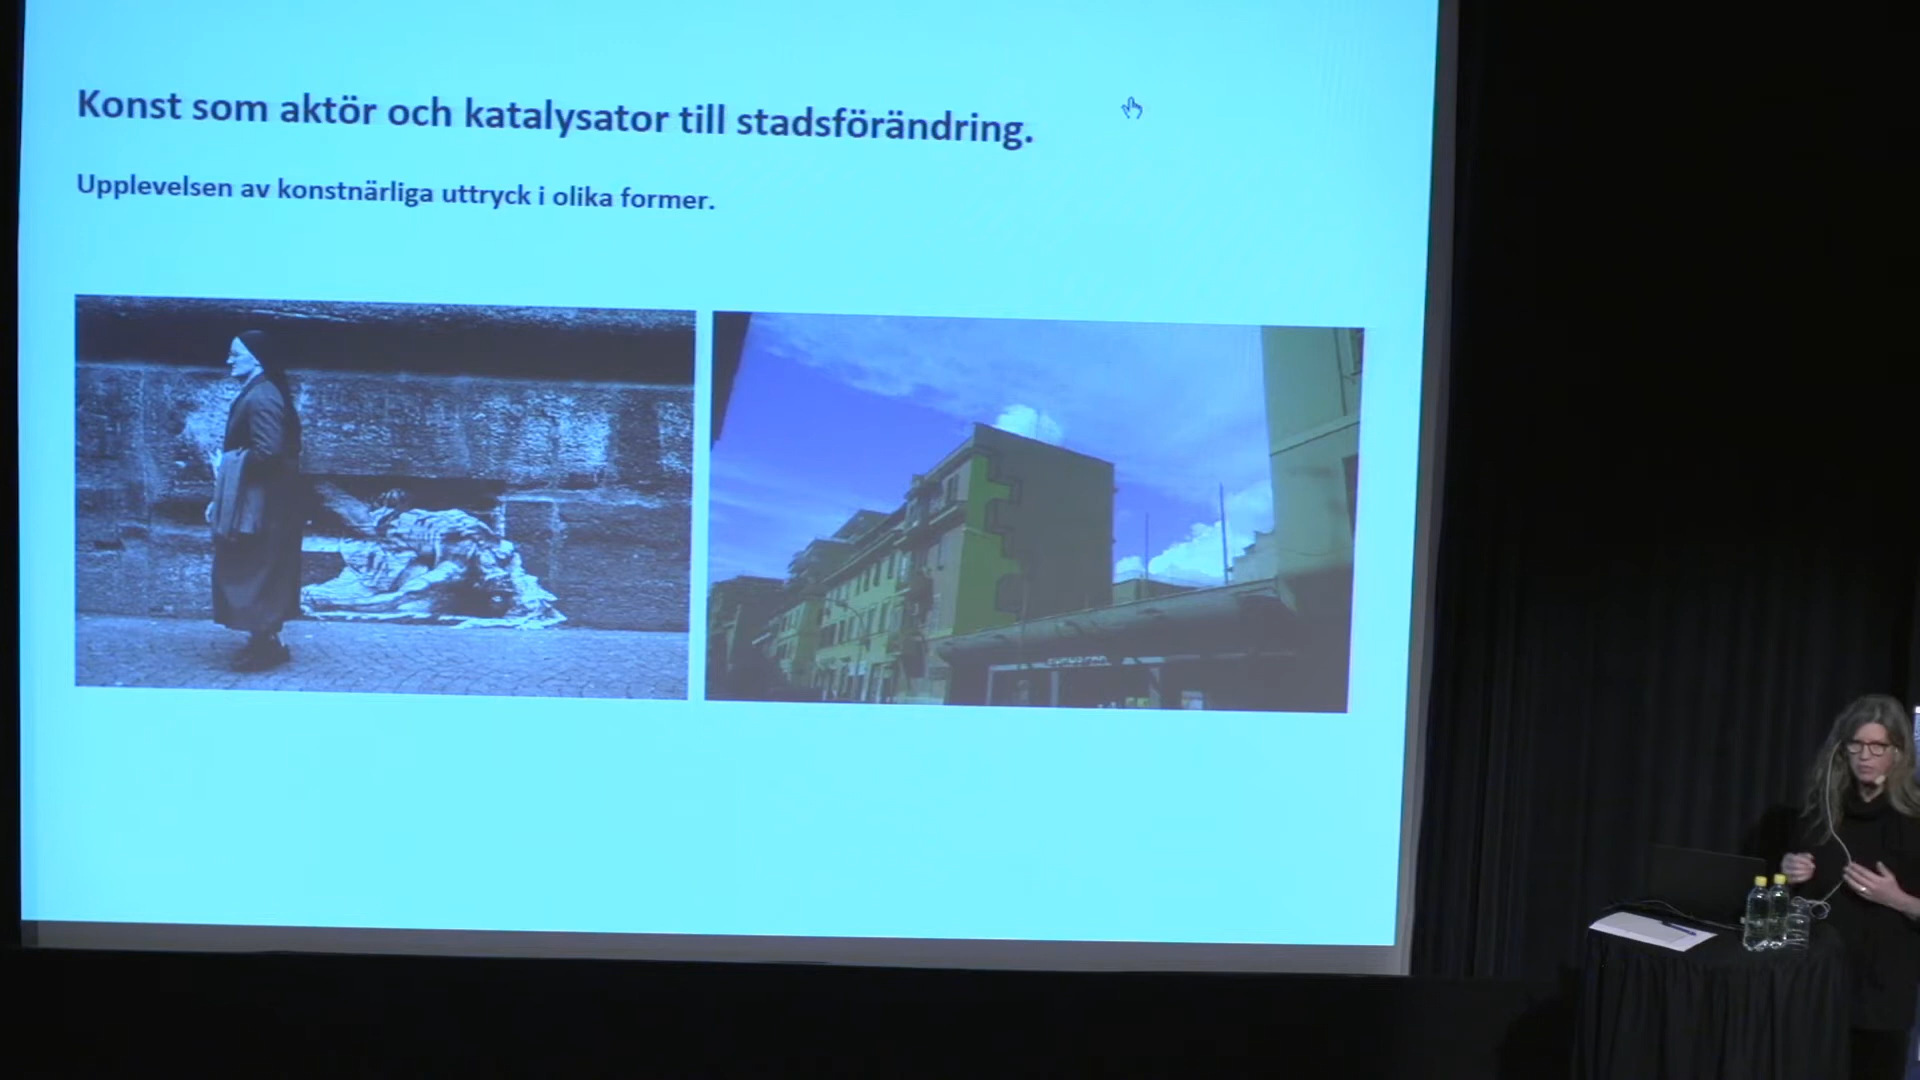 Konst som aktör och katalysator till stadsförändring.
Upplevelsen av konstnärliga uttryck i olika former.